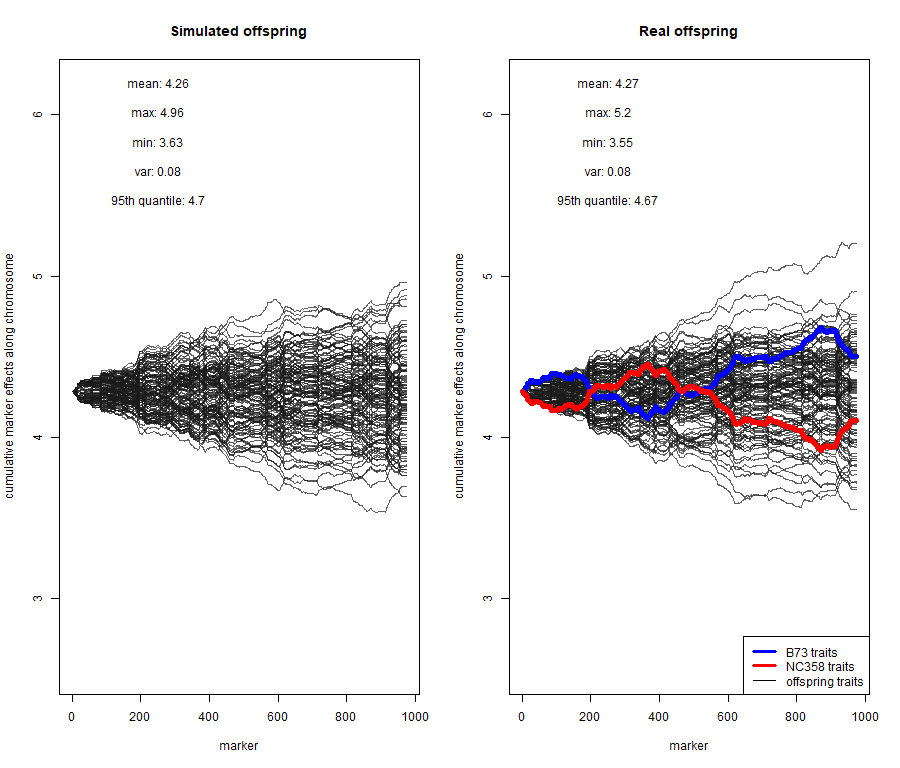 Simulated offspring
mean: 4.26
max: 4.96
min: 3.63
var: 0.08
95th quantile: 4.7
cumulative marker effects along chromosome
6
5
4
3
0
200
400
600
800
1000
marker
Real offspring
mean: 4.27
max: 5.2
min: 3.55
var: 0.08
95th quantile: 4.67
cumulative marker effects along chromosome
6
5
4
3
B73 traits
NC358 traits
offspring traits
0
200
400
600
800
1000
marker